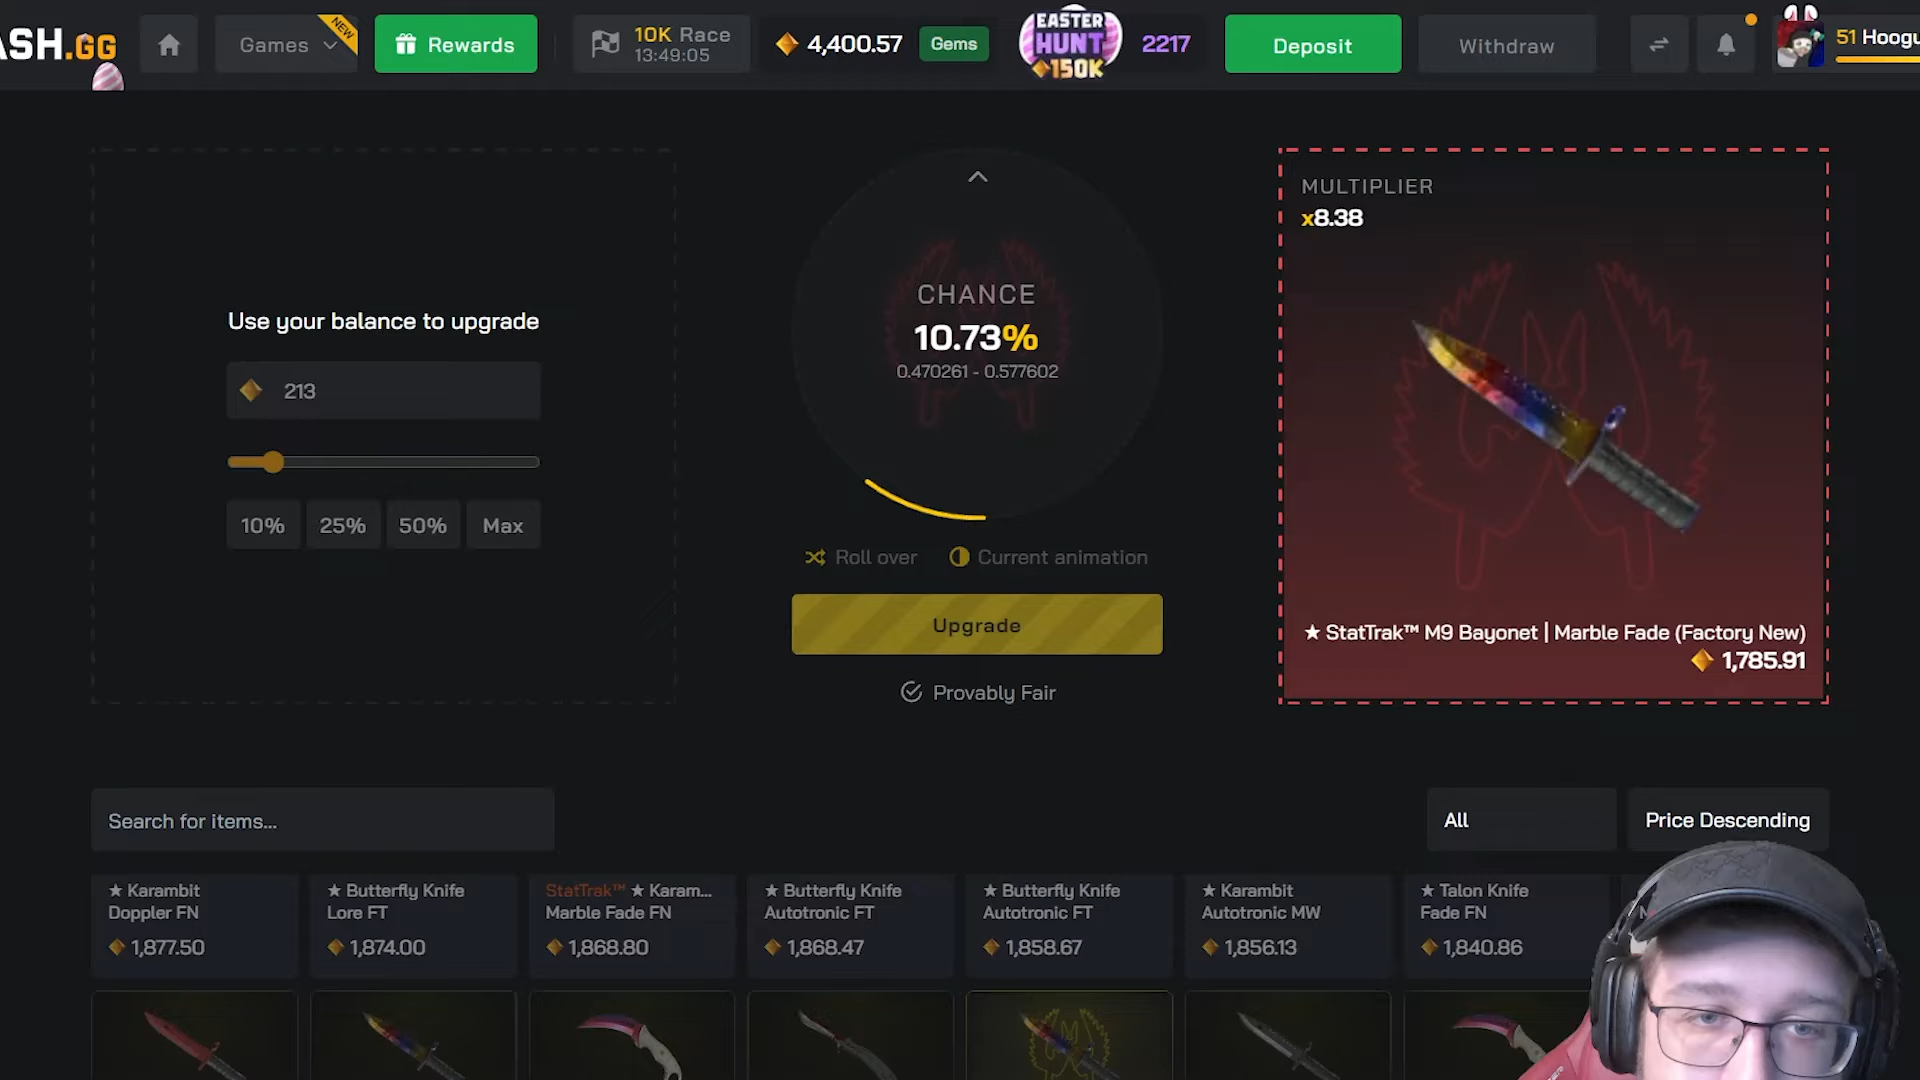 ASH.GG
Games
NEW
Rewards
10K Race
13:49:05
4,400.57
Gems
EASTER
HUNT
150K
2217
Deposit
Withdraw
51 Hoogu
Use your balance to upgrade
213
10%
25%
50%
Max
CHANCE
10.73%
0.470261 - 0.577602
Roll over
Current animation
Upgrade
Provably Fair
MULTIPLIER
x8.38
★ StatTrak™ M9 Bayonet | Marble Fade (Factory New)
1,785.91
Search for items...
All
Price Descending
★ Karambit
Doppler FN
1,877.50
★ Butterfly Knife
Lore FT
1,874.00
StatTrak™ ★ Karam...
Marble Fade FN
1,868.80
★ Butterfly Knife
Autotronic FT
1,868.47
★ Butterfly Knife
Autotronic FT
1,858.67
★ Karambit
Autotronic MW
1,856.13
★ Talon Knife
Fade FN
1,840.86